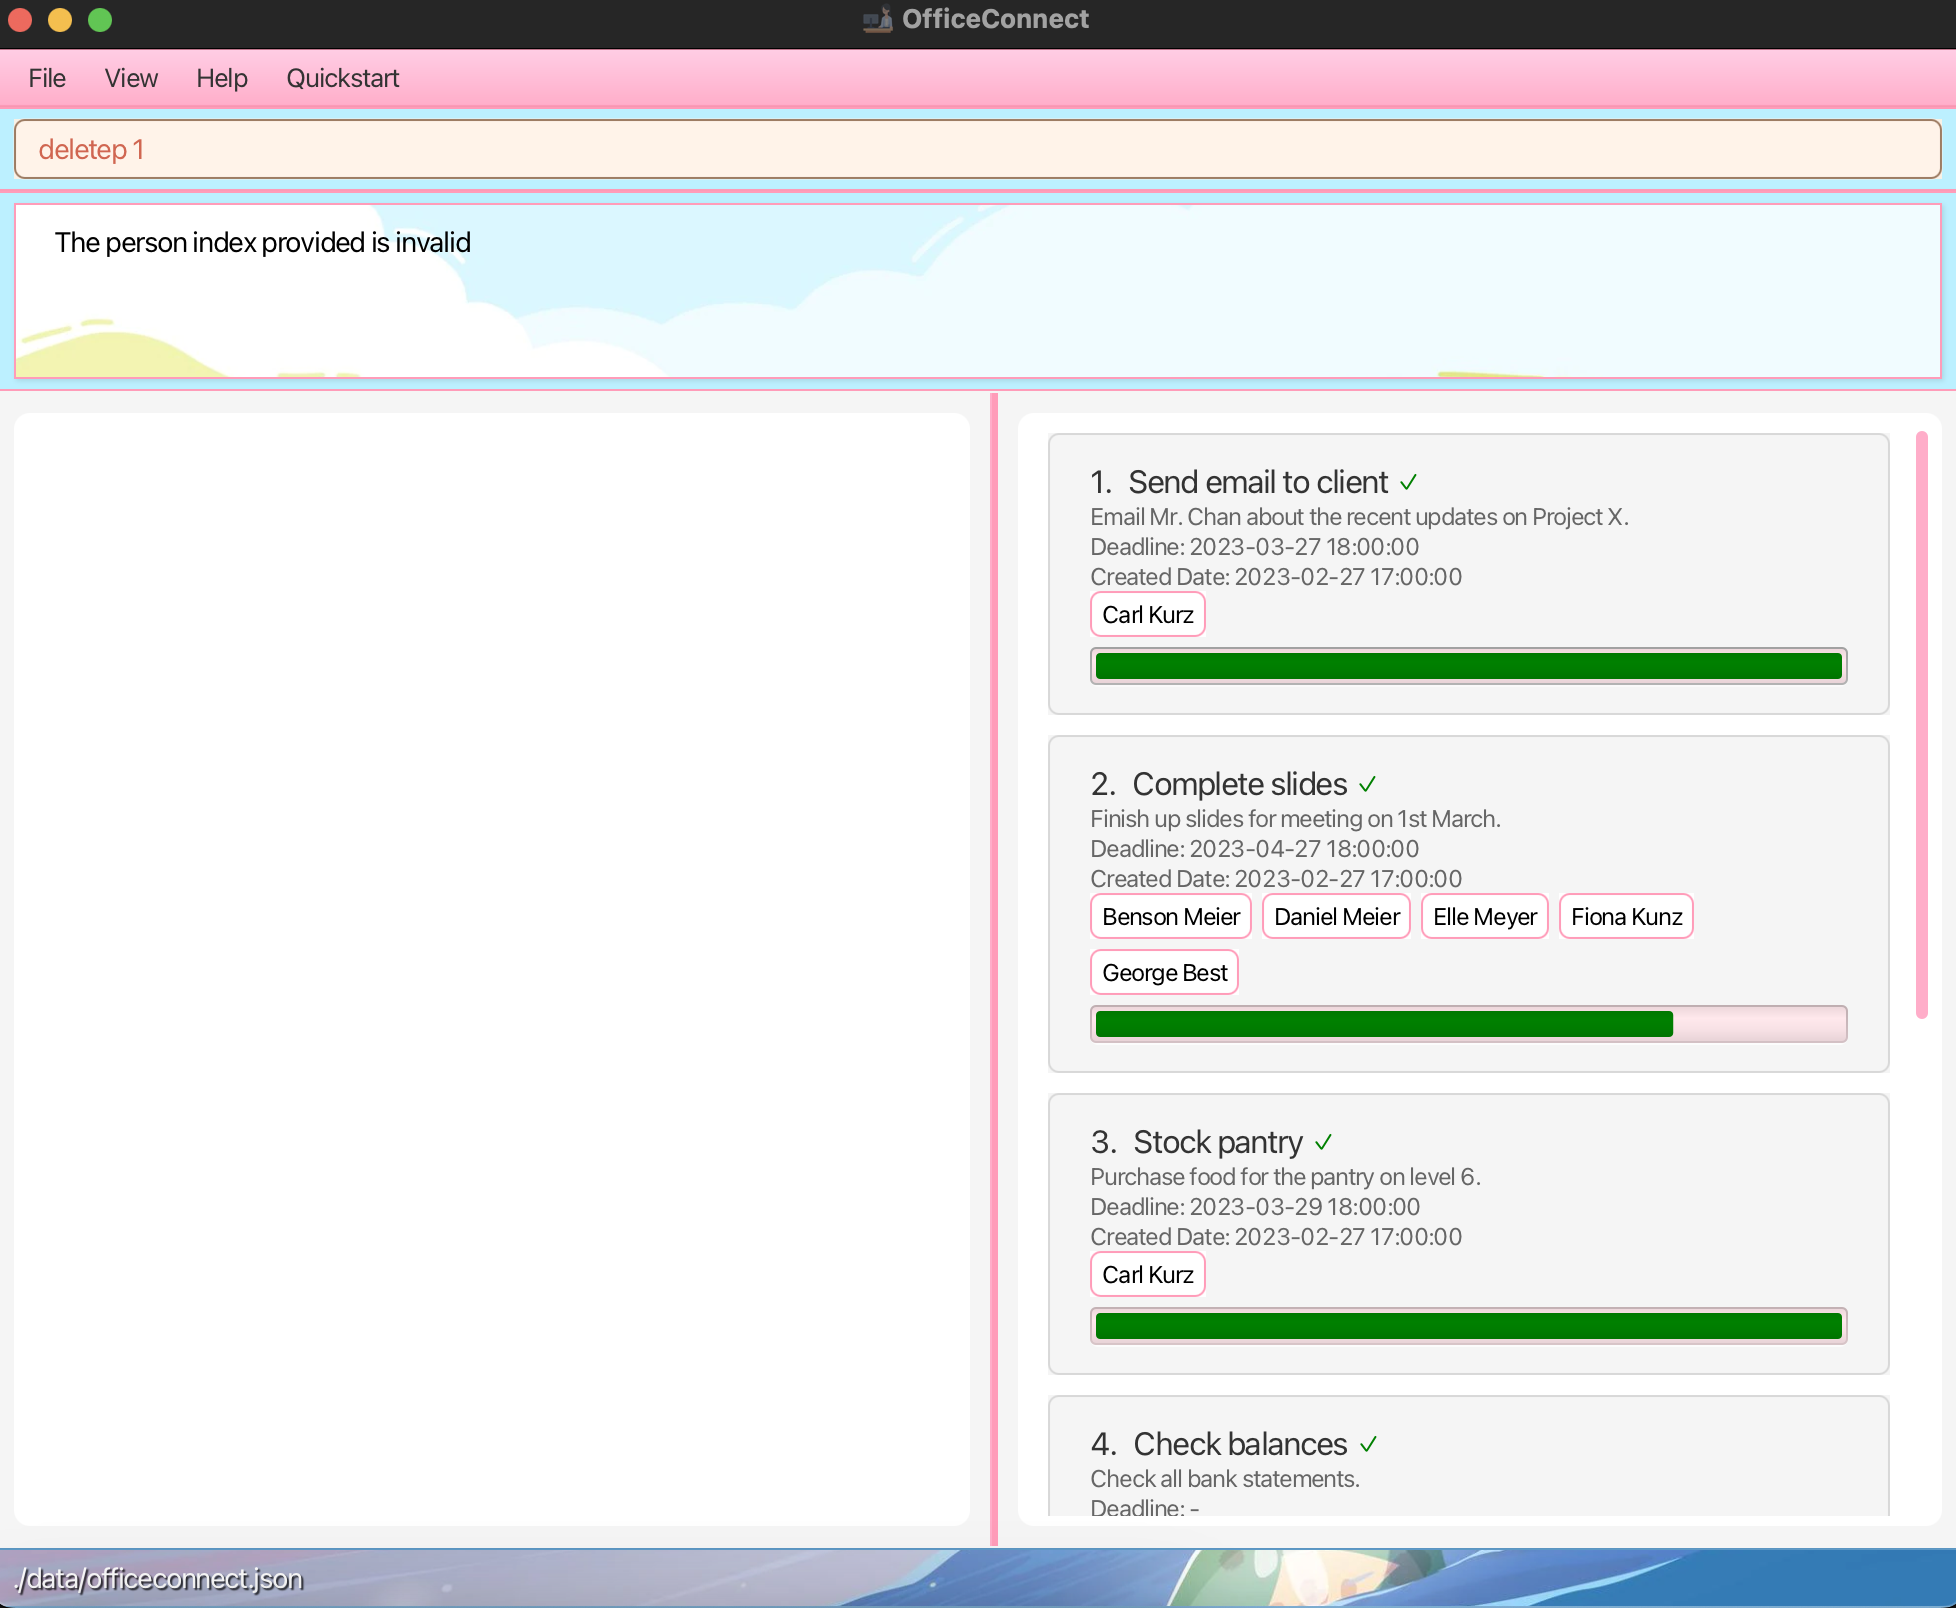 OfficeConnect
File View Help Quickstart
deletep 1
The person index provided is invalid
1. Send email to client ✓
Email Mr. Chan about the recent updates on Project X.
Deadline: 2023-03-27 18:00:00
Created Date: 2023-02-27 17:00:00
Carl Kurz
2. Complete slides ✓
Finish up slides for meeting on 1st March.
Deadline: 2023-04-27 18:00:00
Created Date: 2023-02-27 17:00:00
Benson Meier Daniel Meier Elle Meyer Fiona Kunz
George Best
3. Stock pantry ✓
Purchase food for the pantry on level 6.
Deadline: 2023-03-29 18:00:00
Created Date: 2023-02-27 17:00:00
Carl Kurz
4. Check balances ✓
Check all bank statements.
Deadline: -
./data/officeconnect.json